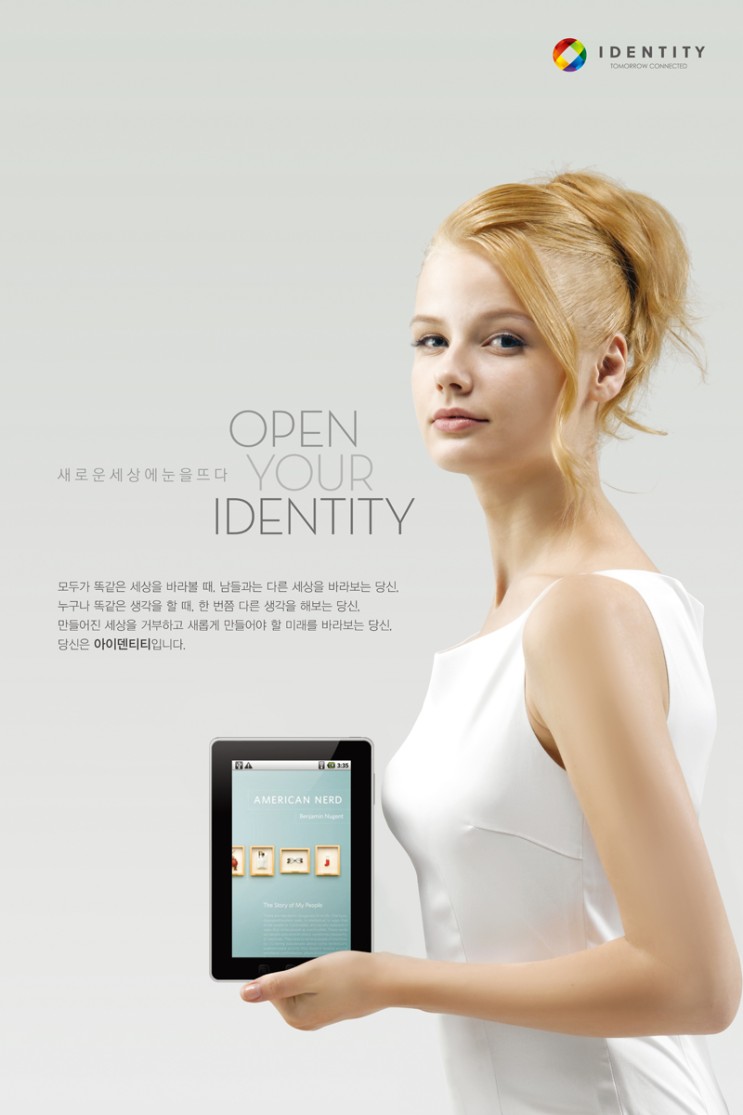 IDENTITY
TOMORROW CONNECTED
OPEN
새로운세상에눈을뜨다 YOUR
IDENTITY
모두가 똑같은 세상을 바라볼 때, 남들과는 다른 세상을 바라보는 당신.
누구나 똑같은 생각을 할 때, 한 번쯤 다른 생각을 해보는 당신.
만들어진 세상을 거부하고 새롭게 만들어야 할 미래를 바라보는 당신.
당신은 아이덴티티입니다.
3:35
AMERICAN NERD
Benjamin Nugent
The Story of My People